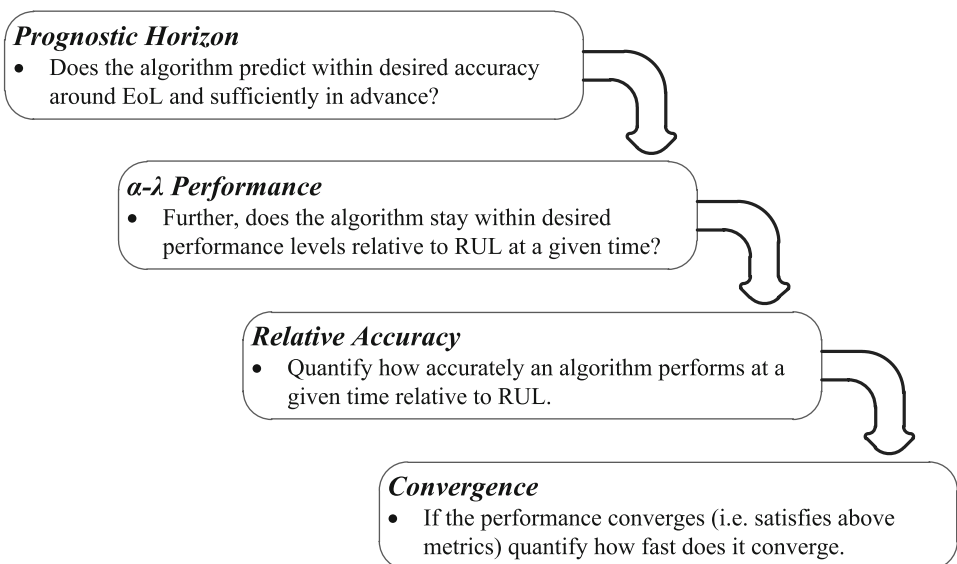 Prognostic Horizon
• Does the algorithm predict within desired accuracy
around EoL and sufficiently in advance?
α-λ Performance
• Further, does the algorithm stay within desired
performance levels relative to RUL at a given time?
Relative Accuracy
• Quantify how accurately an algorithm performs at a
given time relative to RUL.
Convergence
• If the performance converges (i.e. satisfies above
metrics) quantify how fast does it converge.